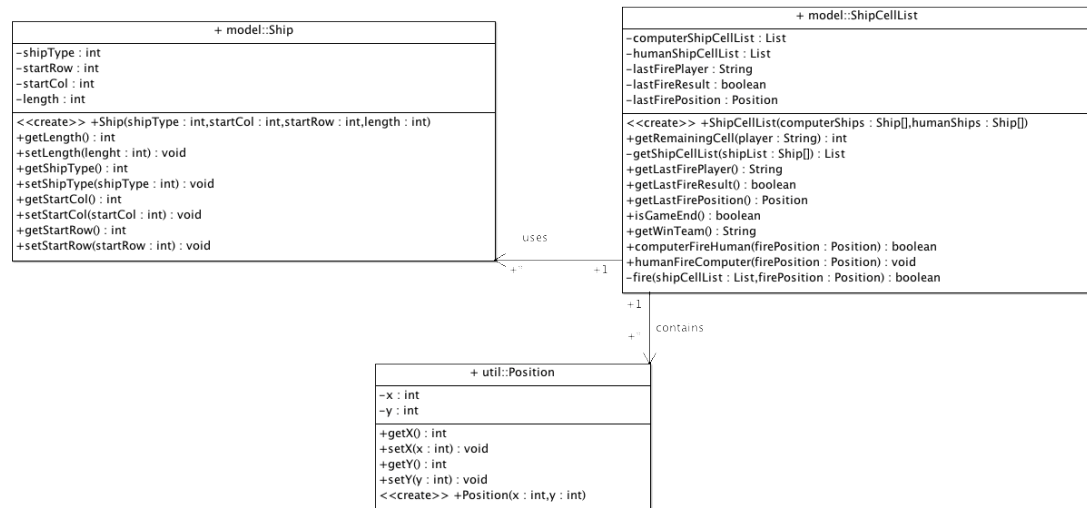 + model::Ship
-shipType : int
-startRow : int
-startCol : int
-length : int
<<create>> +Ship(shipType : int,startCol : int,startRow : int,length : int)
+getLength() : int
+setLength(lenght : int) : void
+getShipType() : int
+setShipType(shipType : int) : void
+getStartCol() : int
+setStartCol(startCol : int) : void
+getStartRow() : int
+setStartRow(startRow : int) : void
+ model::ShipCellList
-computerShipCellList : List
-humanShipCellList : List
-lastFirePlayer : String
-lastFireResult : boolean
-lastFirePosition : Position
<<create>> +ShipCellList(computerShips : Ship[],humanShips : Ship[])
+getRemainingCell(player : String) : int
-getShipCellList(shipList : Ship[]) : List
+getLastFirePlayer() : String
+getLastFireResult() : boolean
+getLastFirePosition() : Position
+isGameEnd() : boolean
+getWinTeam() : String
+computerFireHuman(firePosition : Position) : boolean
+humanFireComputer(firePosition : Position) : void
-fire(shipCellList : List,firePosition : Position) : boolean
uses
+* +1
+1
+* contains
+ util::Position
-x : int
-y : int
+getX() : int
+setX(x : int) : void
+getY() : int
+setY(y : int) : void
<<create>> +Position(x : int,y : int)